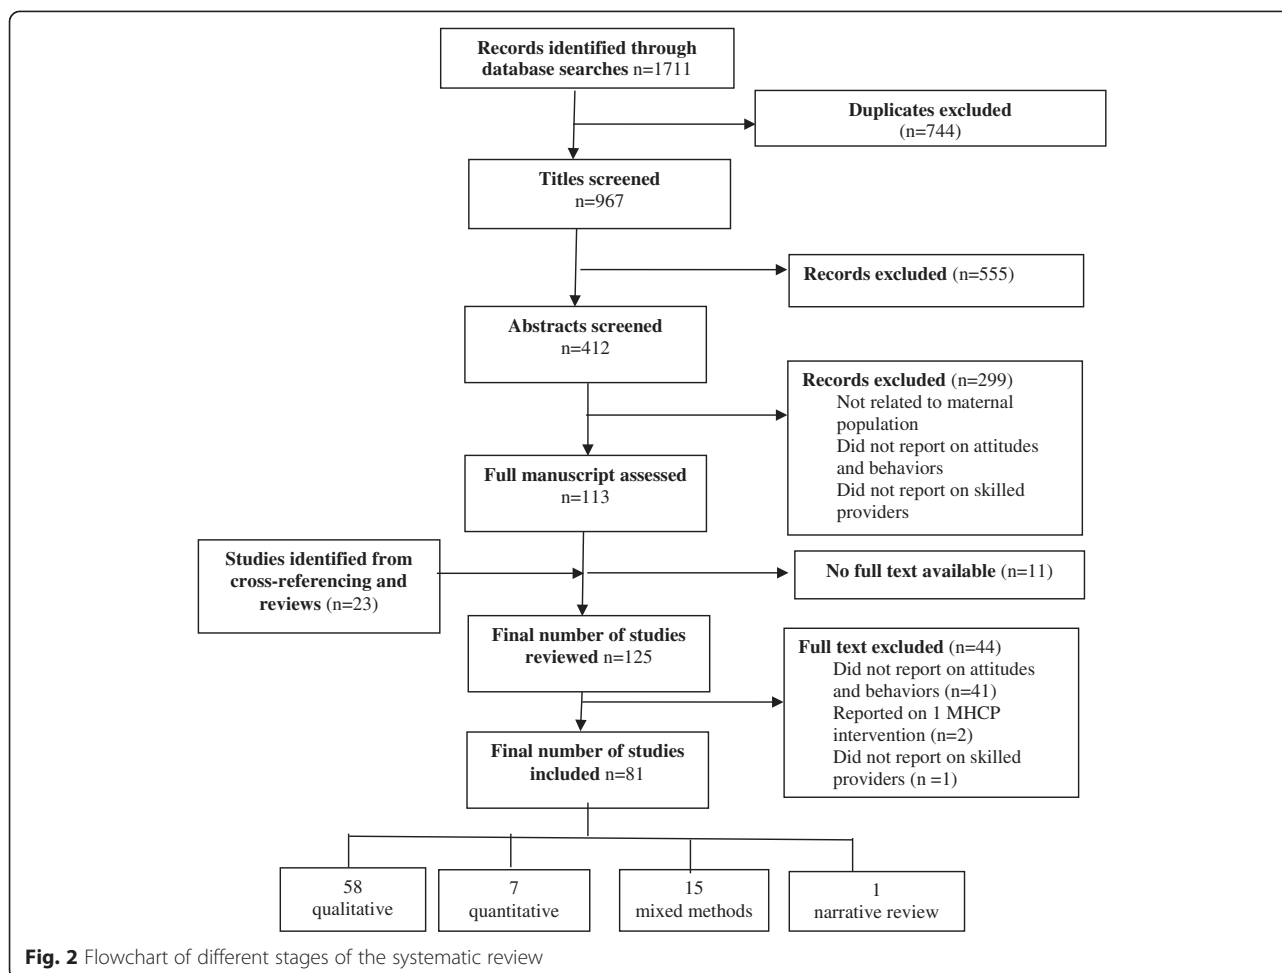 Records identified through
database searches n=1711
Duplicates excluded
(n=744)
Titles screened
n=967
Records excluded (n=555)
Abstracts screened
n=412
Records excluded (n=299)
Not related to maternal
population
Did not report on attitudes
and behaviors
Did not report on skilled
providers
Full manuscript assessed
n=113
Studies identified from
cross-referencing and
reviews (n=23)
No full text available (n=11)
Final number of studies
reviewed n=125
Full text excluded (n=44)
Did not report on attitudes
and behaviors (n=41)
Reported on 1 MHCP
intervention (n=2)
Did not report on skilled
providers (n =1)
Final number of studies
included n=81
58
qualitative
7
quantitative
15
mixed methods
1
narrative review
Fig. 2 Flowchart of different stages of the systematic review